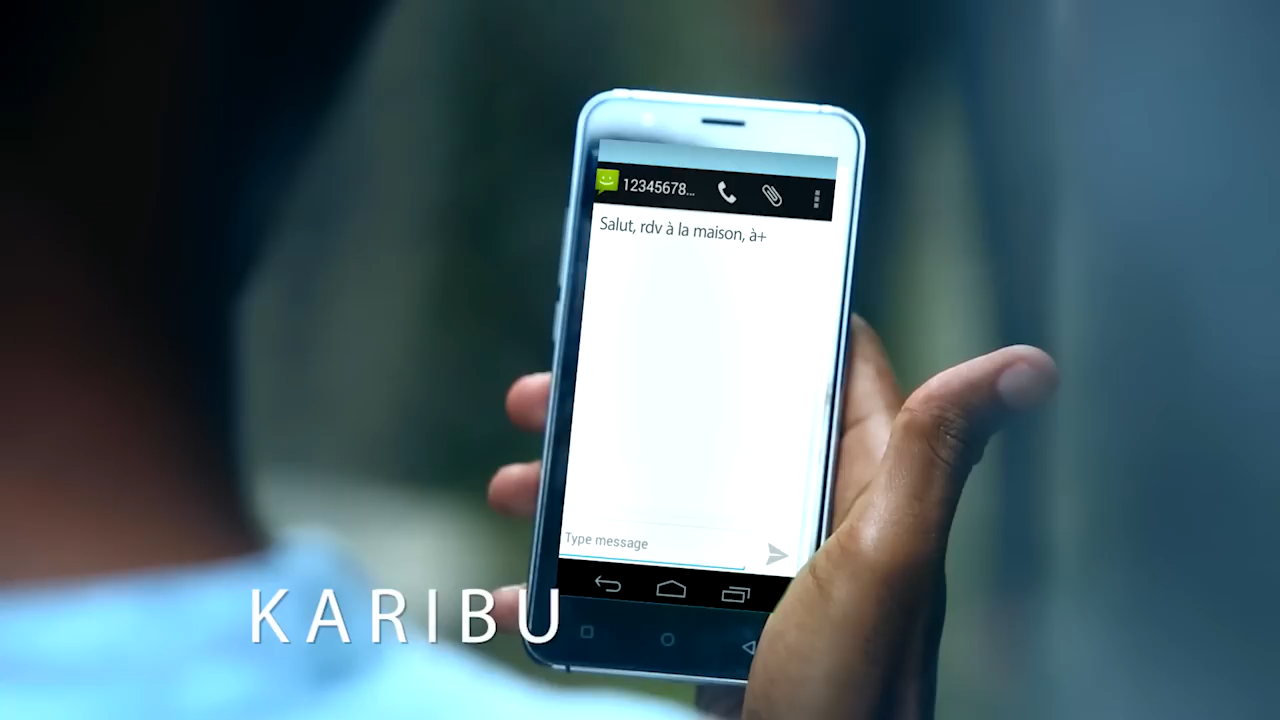 12345678...
Salut, rdv à la maison, à+
Type message
KARIBU